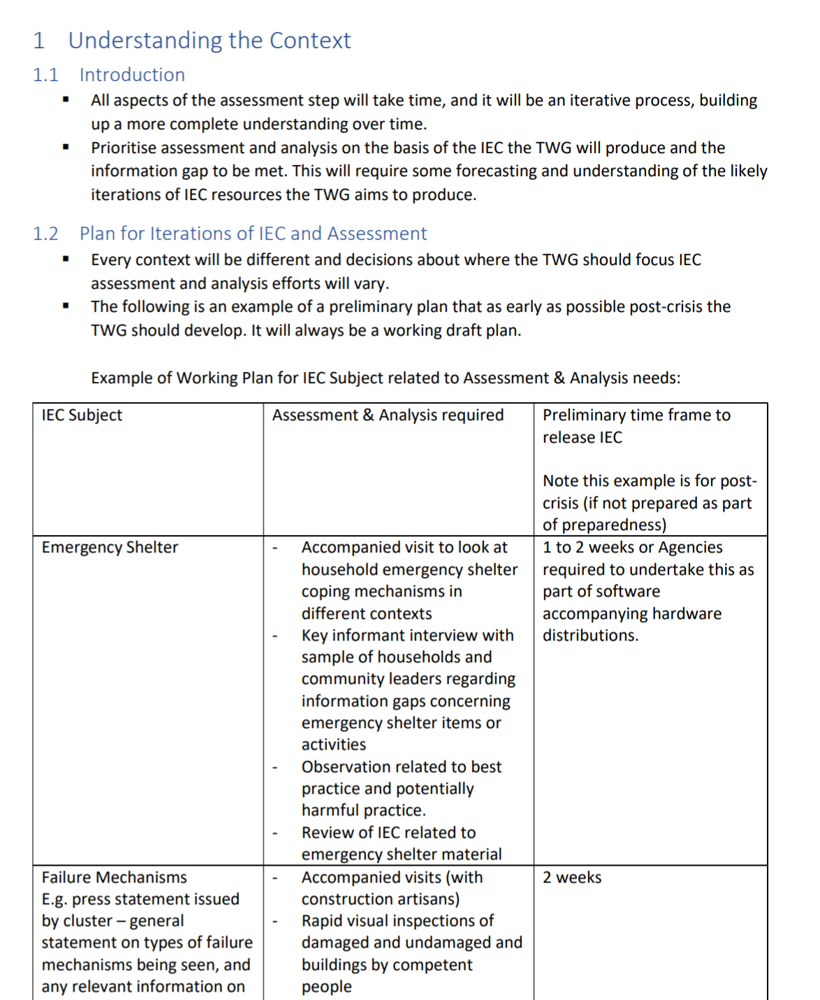 1 Understanding the Context
1.1 Introduction
▪ All aspects of the assessment step will take time, and it will be an iterative process, building
up a more complete understanding over time.
▪ Prioritise assessment and analysis on the basis of the IEC the TWG will produce and the
information gap to be met. This will require some forecasting and understanding of the likely
iterations of IEC resources the TWG aims to produce.
1.2 Plan for Iterations of IEC and Assessment
▪ Every context will be different and decisions about where the TWG should focus IEC
assessment and analysis efforts will vary.
▪ The following is an example of a preliminary plan that as early as possible post-crisis the
TWG should develop. It will always be a working draft plan.
Example of Working Plan for IEC Subject related to Assessment & Analysis needs:
IEC Subject
Assessment & Analysis required
Preliminary time frame to
release IEC
Note this example is for post-
crisis (if not prepared as part
of preparedness)
Emergency Shelter
- Accompanied visit to look at
household emergency shelter
coping mechanisms in
different contexts
- Key informant interview with
sample of households and
community leaders regarding
information gaps concerning
emergency shelter items or
activities
- Observation related to best
practice and potentially
harmful practice.
- Review of IEC related to
emergency shelter material
1 to 2 weeks or Agencies
required to undertake this as
part of software
accompanying hardware
distributions.
Failure Mechanisms
E.g. press statement issued
by cluster – general
statement on types of failure
mechanisms being seen, and
any relevant information on
- Accompanied visits (with
construction artisans)
- Rapid visual inspections of
damaged and undamaged and
buildings by competent
people
2 weeks